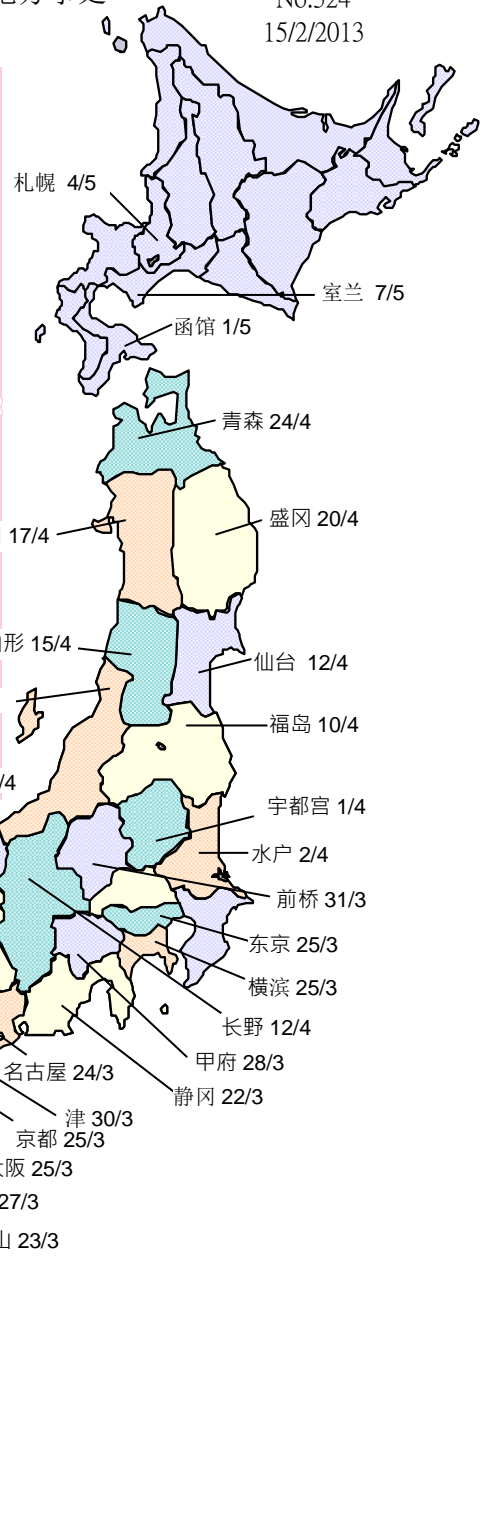 No.524
15/2/2013
札幌 4/5
室兰 7/5
函馆 1/5
青森 24/4
盛冈 20/4
17/4
形 15/4
仙台 12/4
福岛 10/4
/4
宇都宫 1/4
水户 2/4
前桥 31/3
东京 25/3
横滨 25/3
长野 12/4
甲府 28/3
名古屋 24/3
静冈 22/3
津 30/3
京都 25/3
阪 25/3
27/3
山 23/3